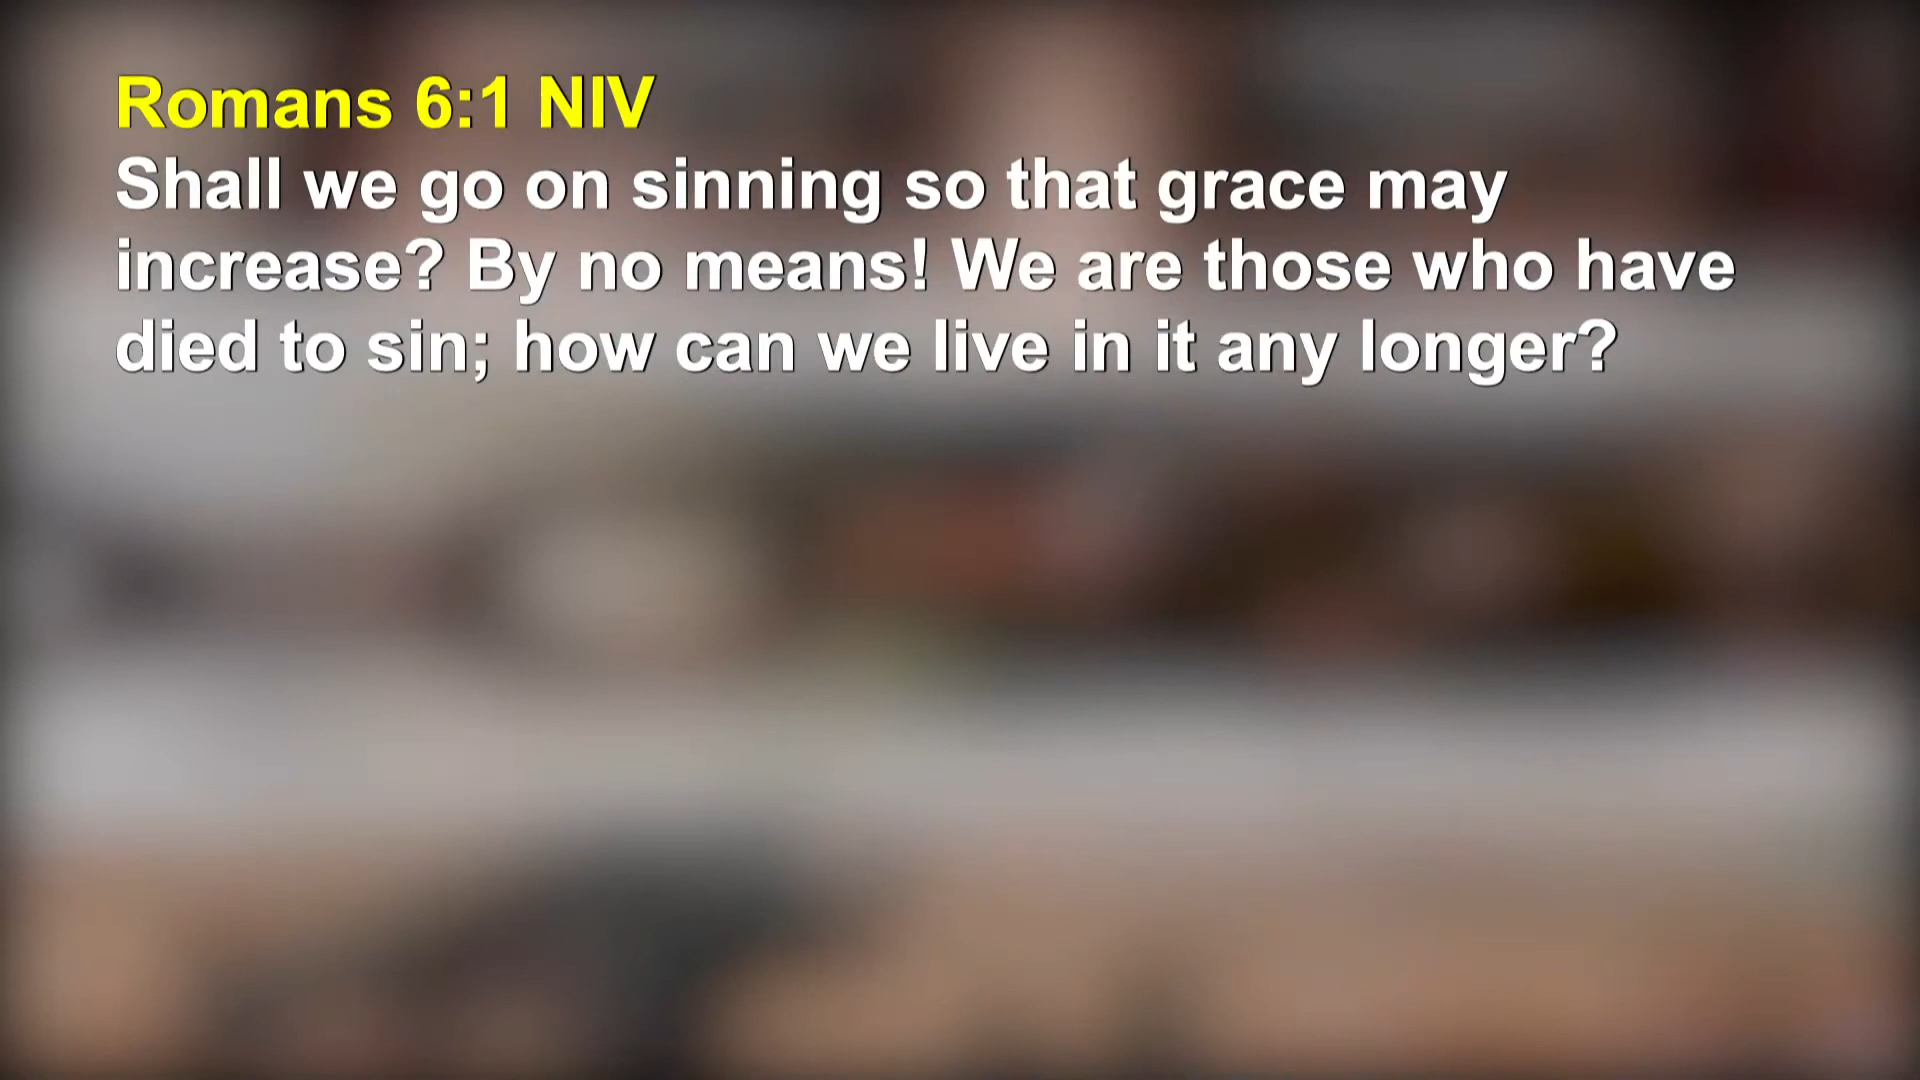 Romans 6:1 NIV
Shall we go on sinning so that grace may
increase? By no means! We are those who have
died to sin; how can we live in it any longer?